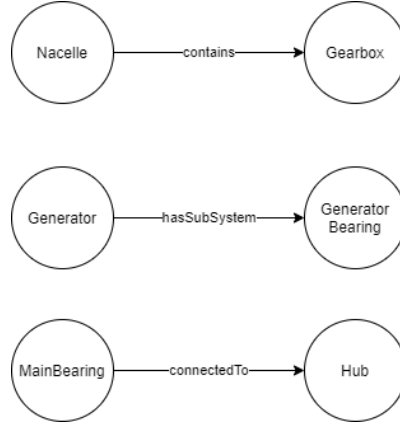 Nacelle
contains
Gearbox
Generator
hasSubSystem
Generator
Bearing
MainBearing
connectedTo
Hub